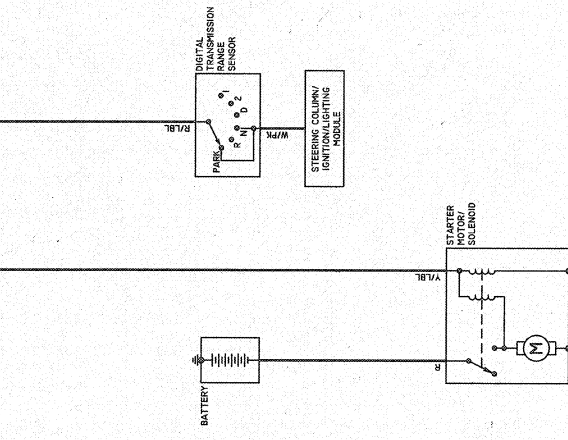 DIGITAL
TRANSMISSION
RANGE
SENSOR
R/LBL
PARK
R
N
D
2
1
W/PK
STEERING COLUMN/
IGNITION/LIGHTING
MODULE
STARTER
MOTOR/
SOLENOID
Y/LBL
M
R
BATTERY